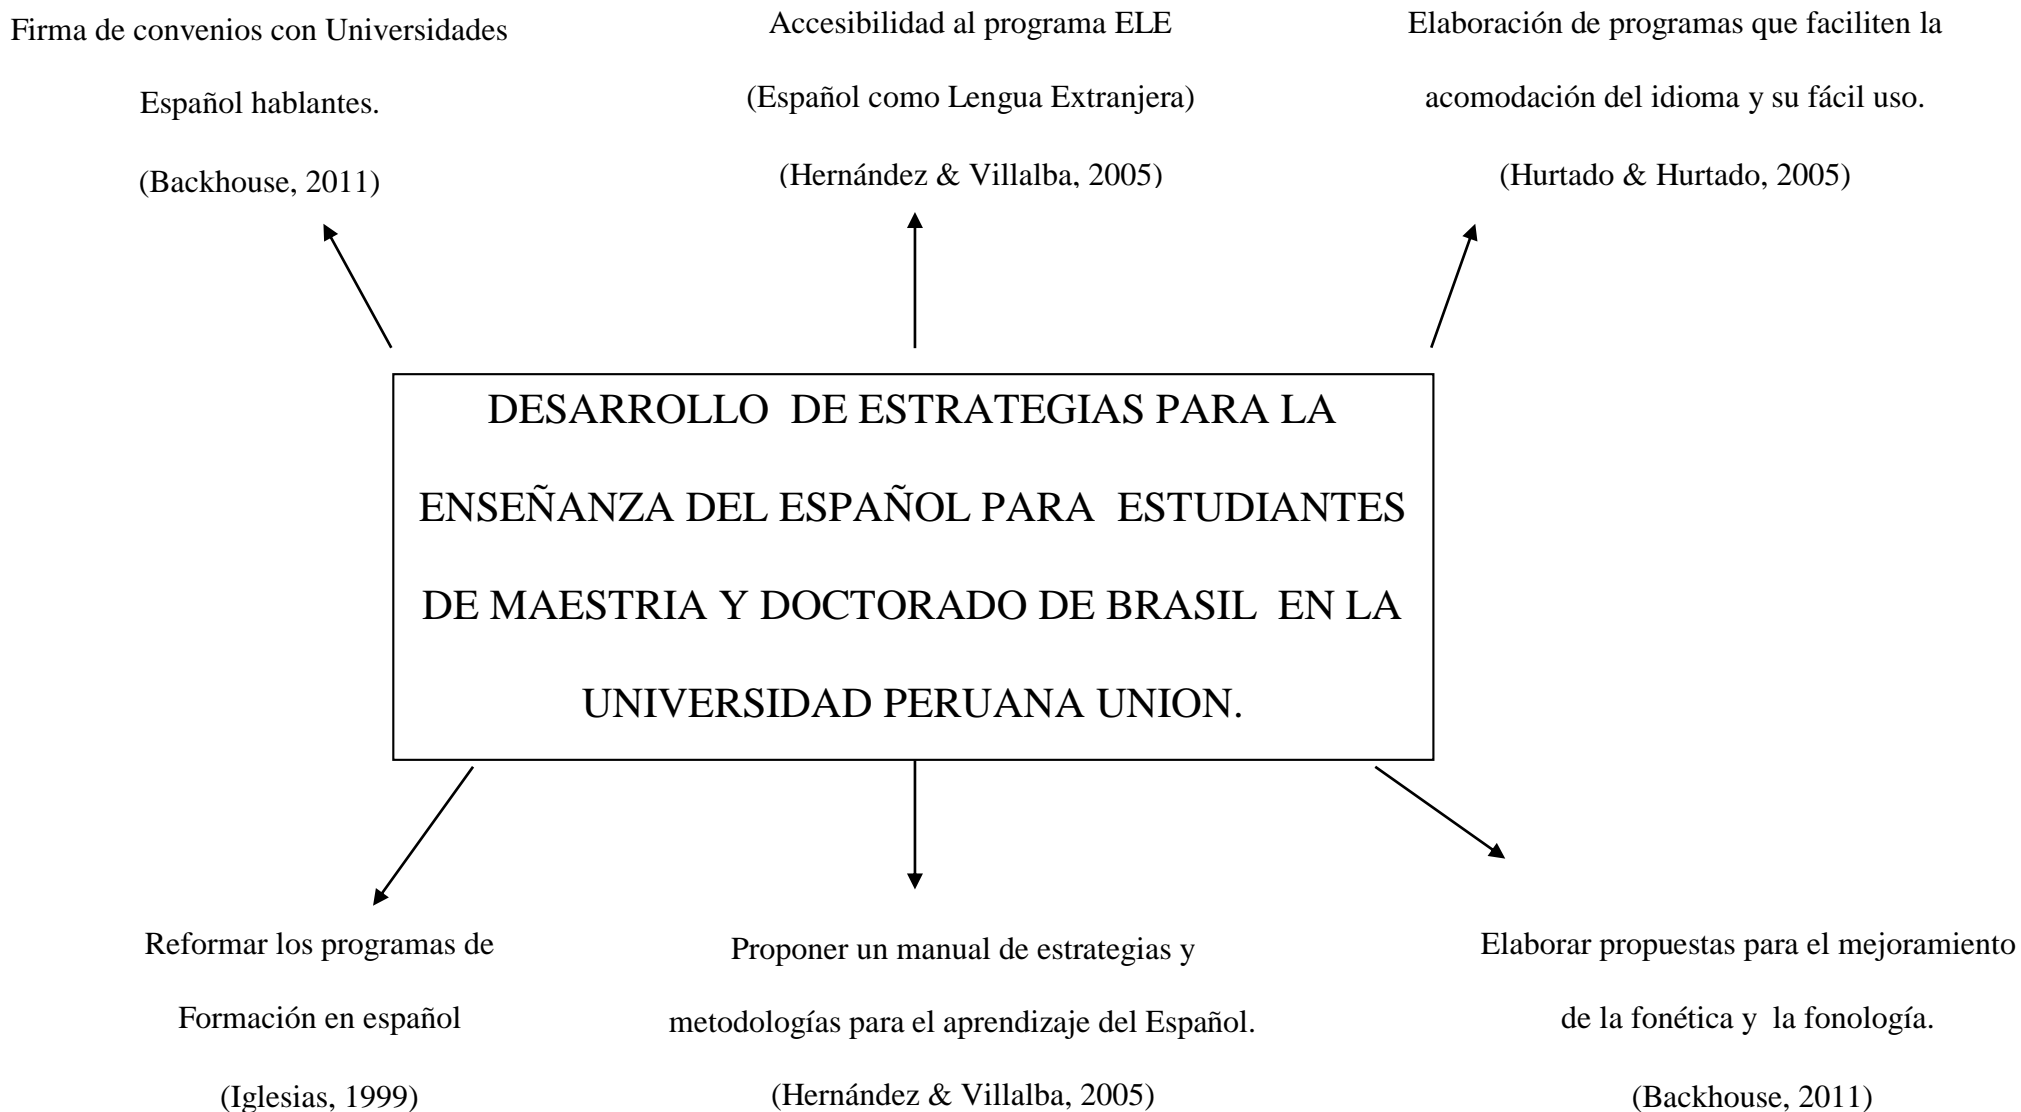 Firma de convenios con Universidades
Español hablantes.
(Backhouse, 2011)
Accesibilidad al programa ELE
(Español como Lengua Extranjera)
(Hernández & Villalba, 2005)
Elaboración de programas que faciliten la
acomodación del idioma y su fácil uso.
(Hurtado & Hurtado, 2005)
DESARROLLO DE ESTRATEGIAS PARA LA
ENSEÑANZA DEL ESPAÑOL PARA ESTUDIANTES
DE MAESTRIA Y DOCTORADO DE BRASIL EN LA
UNIVERSIDAD PERUANA UNION.
Reformar los programas de
Formación en español
(Iglesias, 1999)
Proponer un manual de estrategias y
metodologías para el aprendizaje del Español.
(Hernández & Villalba, 2005)
Elaborar propuestas para el mejoramiento
de la fonética y la fonología.
(Backhouse, 2011)